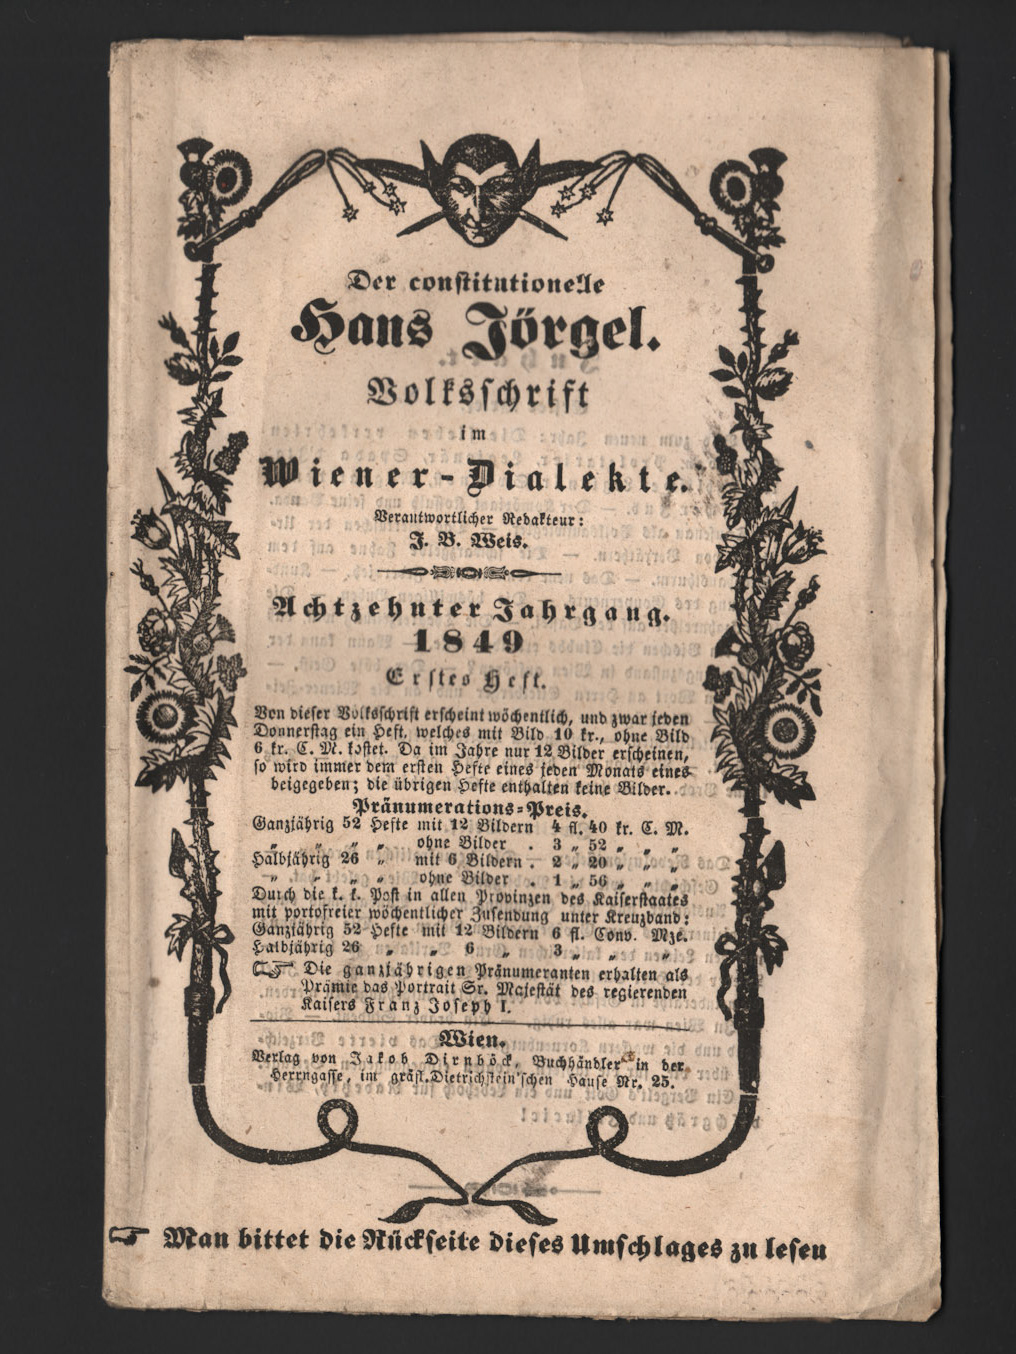 Der constitutionelle
Hans Jörgel.
Volksschrift
im
Wiener-Dialekte.
Verantwortlicher Redakteur:
J. B. Weis.
Achtzehnter Jahrgang.
1849
Erstes Heft.
Von dieser Volksschrift erscheint wöchentlich, und zwar jeden
Donnerstag ein Heft, welches mit Bild 10 kr., ohne Bild
6 kr. C. M. kostet. Da im Jahre nur 12 Bilder erscheinen,
so wird immer dem ersten Hefte eines jeden Monats eines
beigegeben; die übrigen Hefte enthalten keine Bilder.
Pränumerations-Preis.
Ganzjährig 52 Hefte mit 12 Bildern 4 fl. 40 kr. C. M.
„ „ „ „ ohne Bilder . 3 „ 52 „ „ „
Halbjährig 26 „ mit 6 Bildern . 2 „ 20 „ „ „
„ „ „ „ ohne Bilder . 1 „ 56 „ „ „
Durch die k. k. Post in allen Provinzen des Kaiserstaates
mit portofreier wöchentlicher Zusendung unter Kreuzband:
Ganzjährig 52 Hefte mit 12 Bildern 6 fl. Conv. Mze.
Halbjährig 26 „ „ 6 „ 3 „ „ „
☞ Die ganzjährigen Pränumeranten erhalten als
Prämie das Portrait Sr. Majestät des regierenden
Kaisers Franz Joseph I.
Wien.
Verlag von Jakob Dirnböck, Buchhändler in der
Herrngasse, im gräfl. Dietrichstein'schen Hause Nr. 25.
☞ Man bittet die Rückseite dieses Umschlages zu lesen